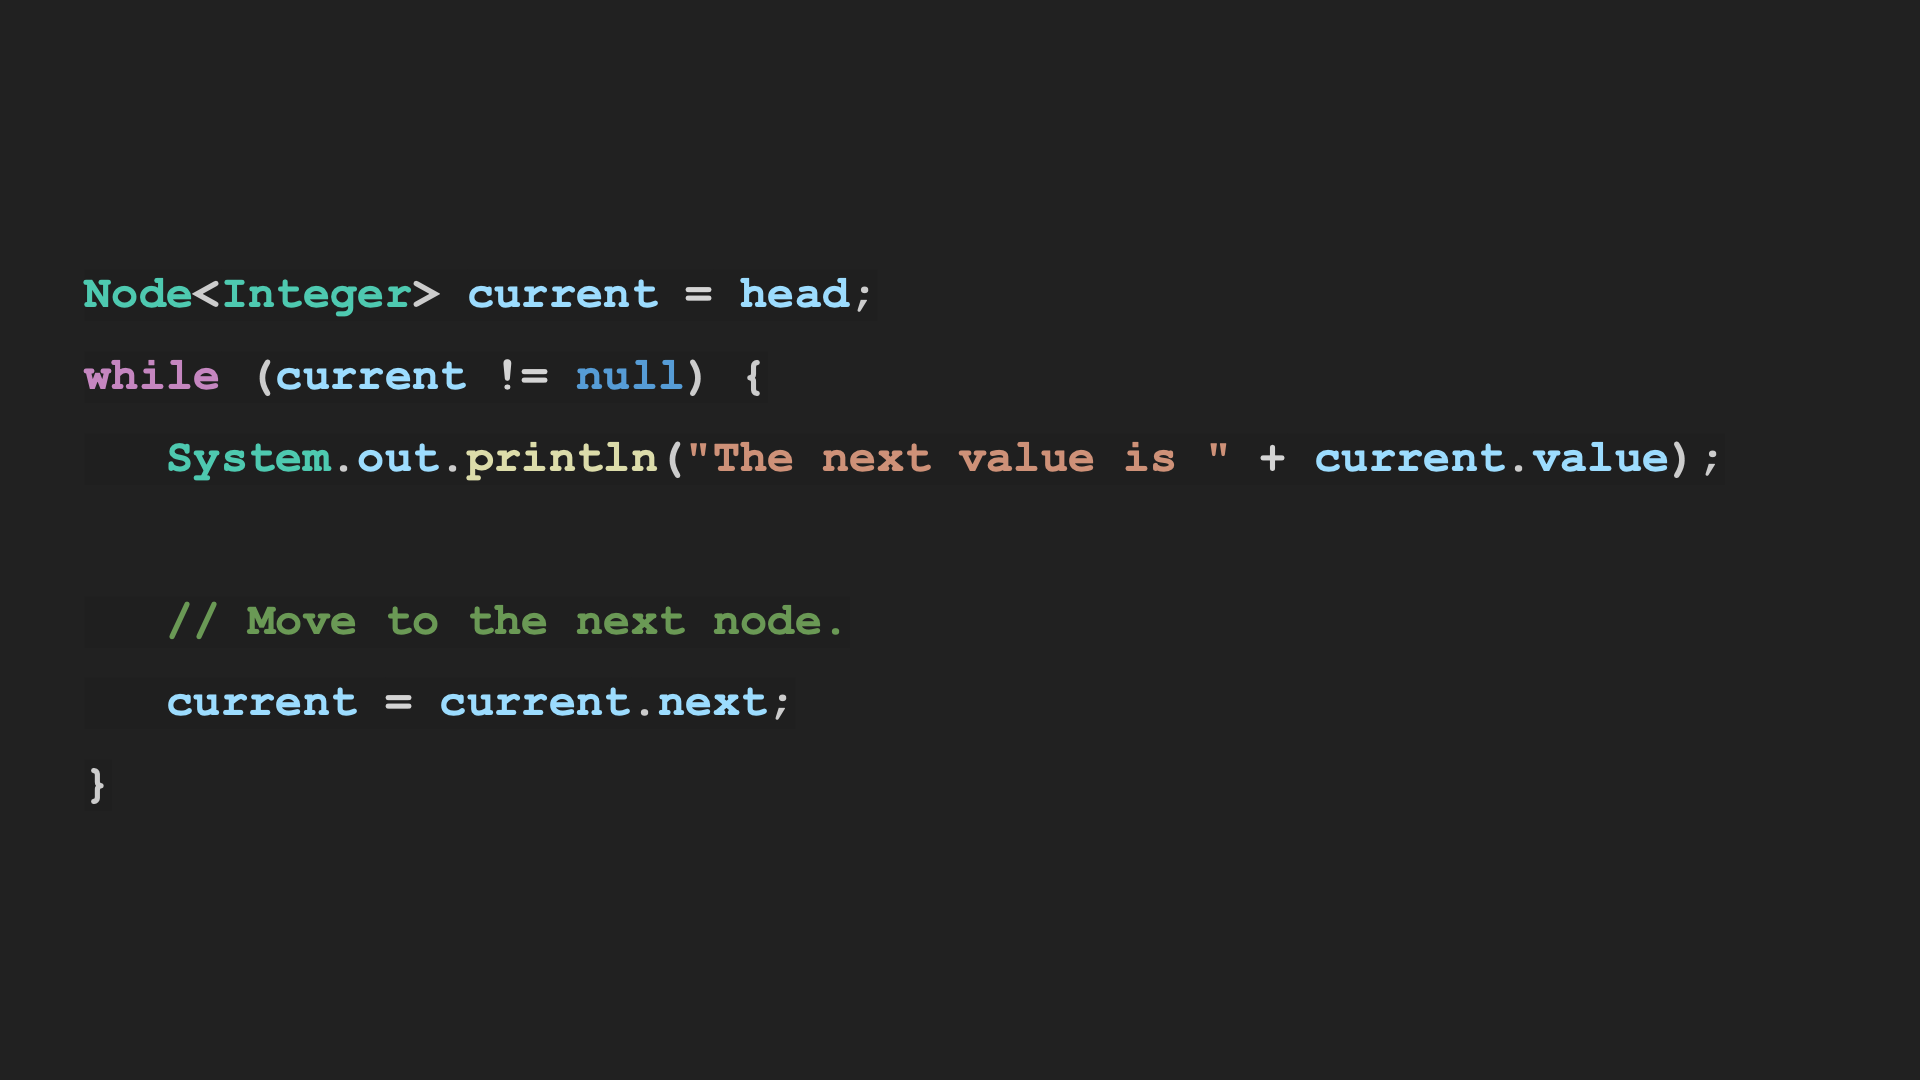 Node<Integer> current = head;
while (current != null) {
   System.out.println("The next value is " + current.value);
   // Move to the next node.
   current = current.next;
}